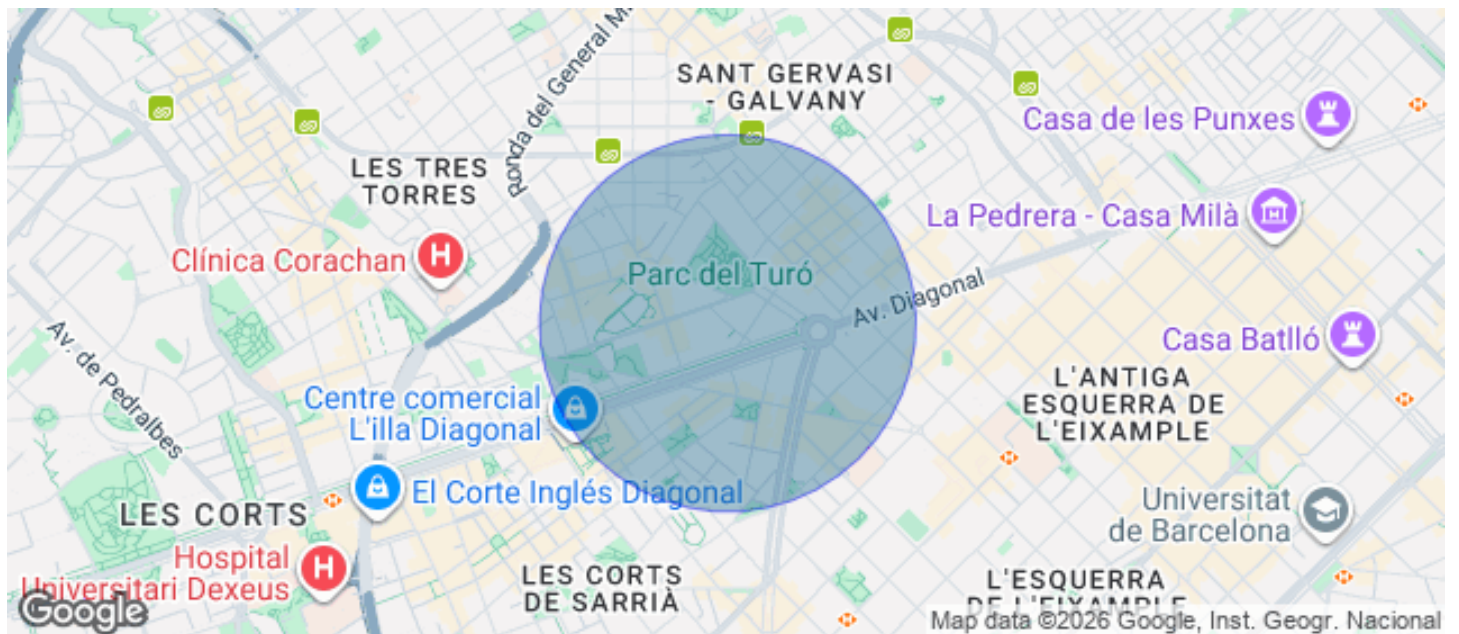 SANT GERVASI
- GALVANY
Ronda del General Mi
Casa de les Punxes
LES TRES
TORRES
La Pedrera - Casa Milà
Clínica Corachan
Parc del Turó
Av. Diagonal
Casa Batlló
Av. de Pedralbes
L'ANTIGA
ESQUERRA DE
L'EIXAMPLE
Centre comercial
L'illa Diagonal
El Corte Inglés Diagonal
LES CORTS
Universitat
de Barcelona
Hospital
Universitari Dexeus
LES CORTS
DE SARRIÀ
L'ESQUERRA
DE L'EIXAMPLE
Google
Map data ©2026 Google, Inst. Geogr. Nacional